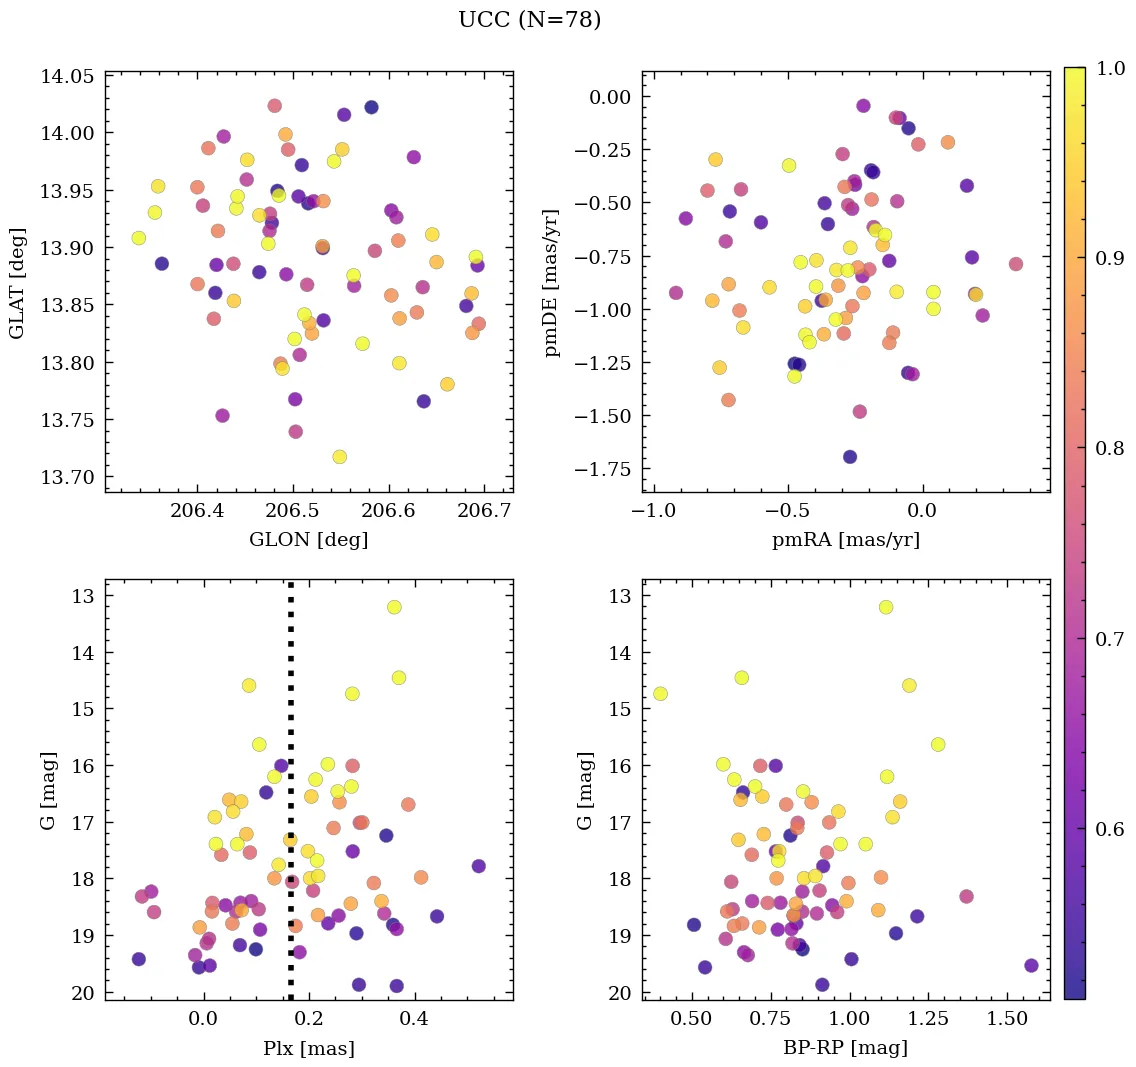 UCC (N=78)
14.05
14.00
13.95
13.90
13.85
13.80
13.75
13.70
GLAT [deg]
206.4 206.5 206.6 206.7
GLON [deg]
0.00
−0.25
−0.50
−0.75
−1.00
−1.25
−1.50
−1.75
pmDE [mas/yr]
−1.0 −0.5 0.0
pmRA [mas/yr]
13
14
15
16
17
18
19
20
G [mag]
0.0 0.2 0.4
Plx [mas]
13
14
15
16
17
18
19
20
G [mag]
0.50 0.75 1.00 1.25 1.50
BP-RP [mag]
1.0
0.9
0.8
0.7
0.6